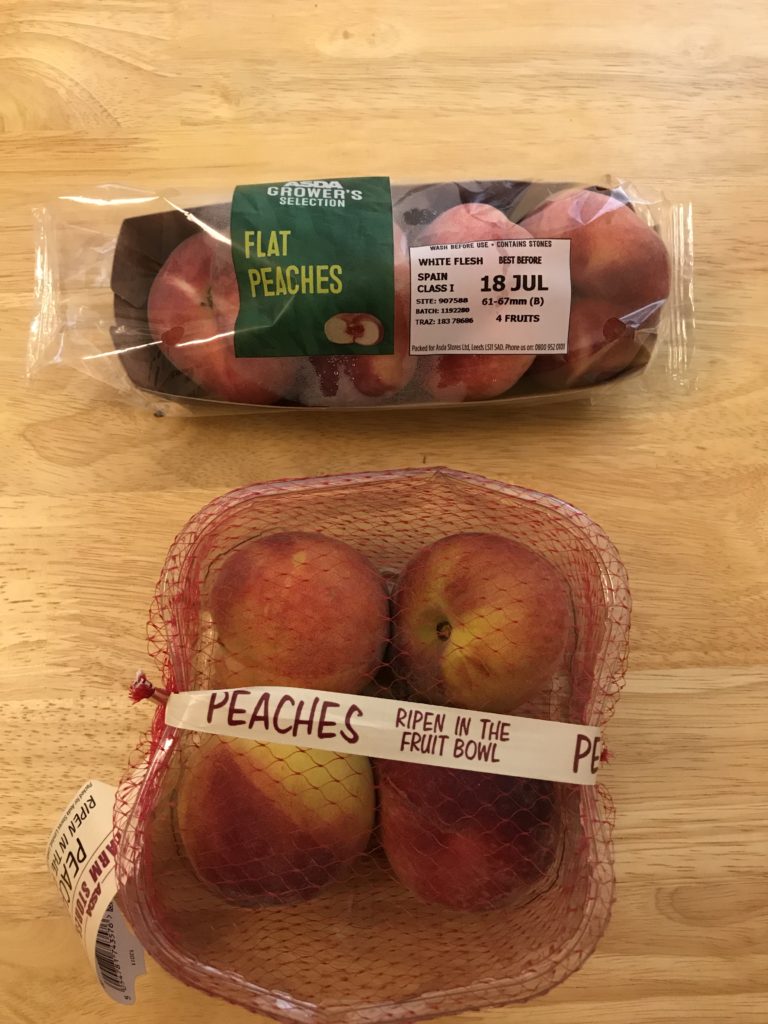 ASDA
GROWER'S
SELECTION
FLAT
PEACHES
WASH BEFORE USE • CONTAINS STONES
WHITE FLESH BEST BEFORE
SPAIN
CLASS I 18 JUL
SITE: 907588 61-67mm (B)
BATCH: 1192280
TRAZ: 183 78686 4 FRUITS
Packed for Asda Stores Ltd, Leeds LS11 5AD. Phone us on: 0800 952 0101
PEACHES RIPEN IN THE
FRUIT BOWL PE
RIPEN IN THE
PEAC
ASDA